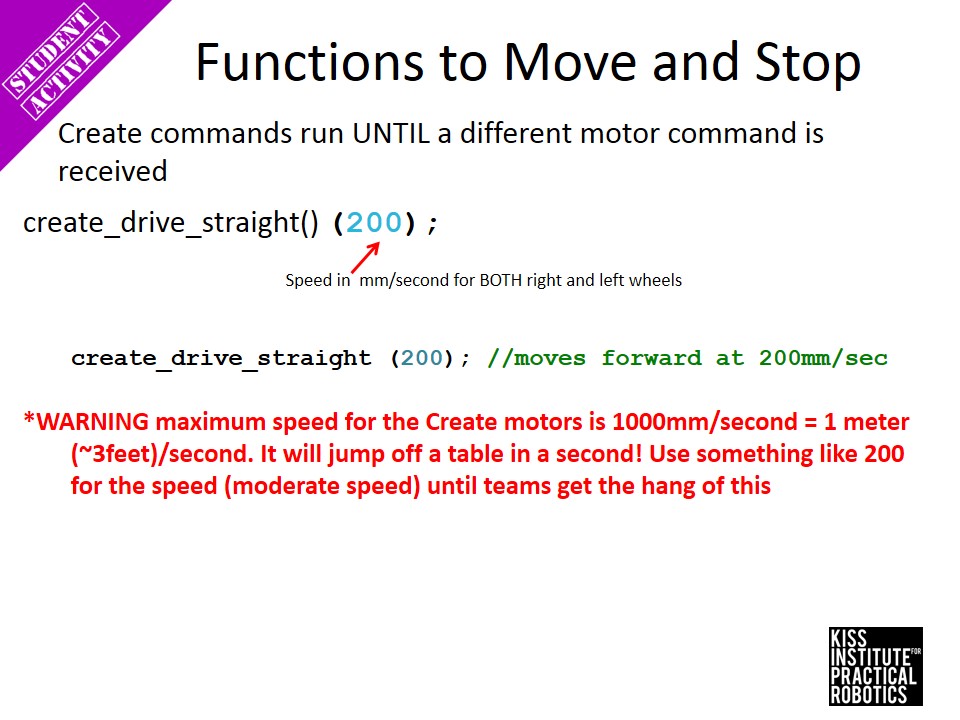 STUDENT
ACTIVITY
Functions to Move and Stop
Create commands run UNTIL a different motor command is
received
create_drive_straight() (200);
Speed in  mm/second for BOTH right and left wheels
create_drive_straight (200); //moves forward at 200mm/sec
*WARNING maximum speed for the Create motors is 1000mm/second = 1 meter
(~3feet)/second. It will jump off a table in a second! Use something like 200
for the speed (moderate speed) until teams get the hang of this
KISS
INSTITUTE FOR
PRACTICAL
ROBOTICS